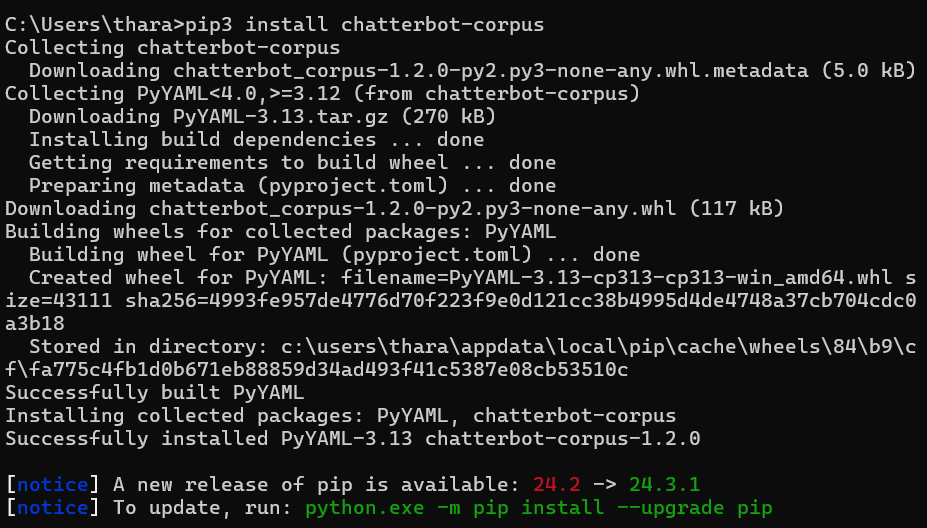 C:\Users\thara>pip3 install chatterbot-corpus
Collecting chatterbot-corpus
  Downloading chatterbot_corpus-1.2.0-py2.py3-none-any.whl.metadata (5.0 kB)
Collecting PyYAML<4.0,>=3.12 (from chatterbot-corpus)
  Downloading PyYAML-3.13.tar.gz (270 kB)
  Installing build dependencies ... done
  Getting requirements to build wheel ... done
  Preparing metadata (pyproject.toml) ... done
Downloading chatterbot_corpus-1.2.0-py2.py3-none-any.whl (117 kB)
Building wheels for collected packages: PyYAML
  Building wheel for PyYAML (pyproject.toml) ... done
  Created wheel for PyYAML: filename=PyYAML-3.13-cp313-cp313-win_amd64.whl s
ize=43111 sha256=4993fe957de4776d70f223f9e0d121cc38b4995d4de4748a37cb704cdc0
a3b18
  Stored in directory: c:\users\thara\appdata\local\pip\cache\wheels\84\b9\c
f\fa775c4fb1d0b671eb88859d34ad493f41c5387e08cb53510c
Successfully built PyYAML
Installing collected packages: PyYAML, chatterbot-corpus
Successfully installed PyYAML-3.13 chatterbot-corpus-1.2.0

[notice] A new release of pip is available: 24.2 -> 24.3.1
[notice] To update, run: python.exe -m pip install --upgrade pip